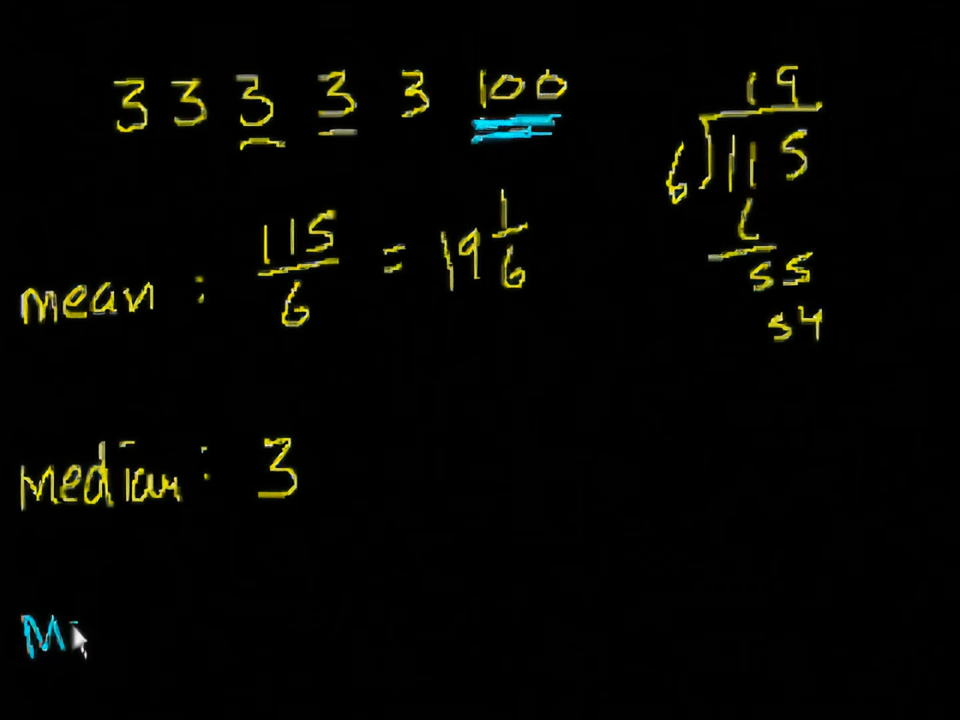 3 3 3 3 3 100
mean: 115/6 = 19 1/6
19
6)115
6
55
54
median: 3
M